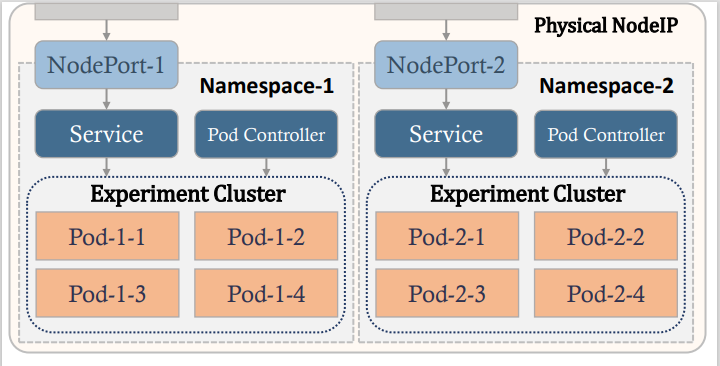 Physical NodeIP
NodePort-1
NodePort-2
Namespace-1
Namespace-2
Service
Pod Controller
Service
Pod Controller
Experiment Cluster
Experiment Cluster
Pod-1-1
Pod-1-2
Pod-2-1
Pod-2-2
Pod-1-3
Pod-1-4
Pod-2-3
Pod-2-4